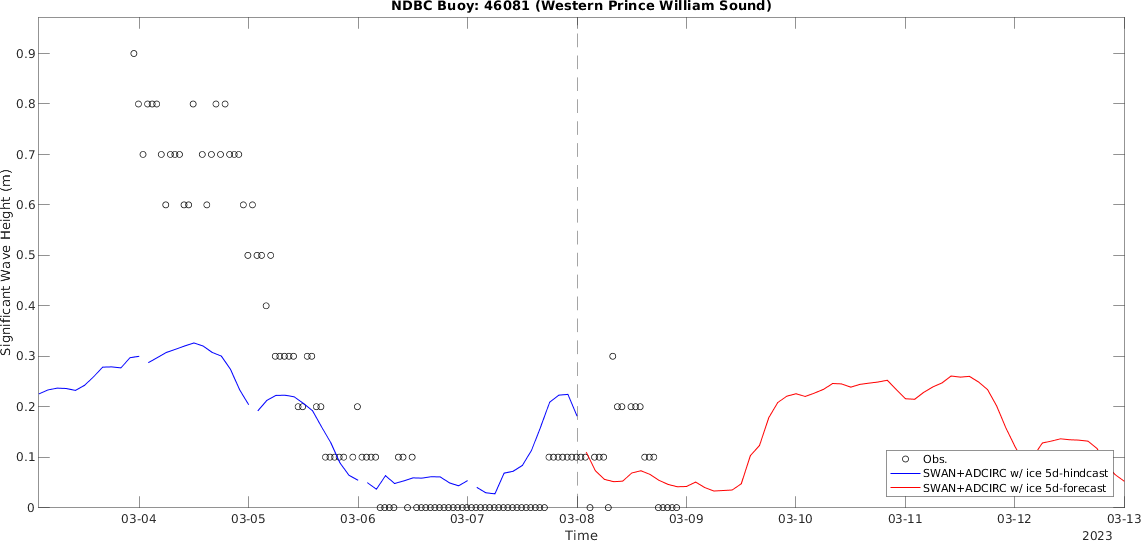 NDBC Buoy: 46081 (Western Prince William Sound)
Significant Wave Height (m)
0.9
0.8
0.7
0.6
0.5
0.4
0.3
0.2
0.1
0
Obs.
SWAN+ADCIRC w/ ice 5d-hindcast
SWAN+ADCIRC w/ ice 5d-forecast
03-04 03-05 03-06 03-07 03-08 03-09 03-10 03-11 03-12 03-13
Time 2023